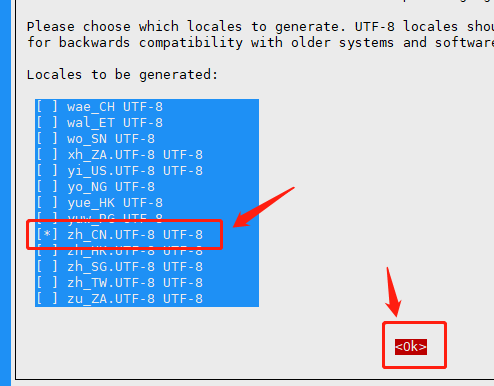 Please choose which locales to generate. UTF-8 locales shou
for backwards compatibility with older systems and software
Locales to be generated:
[ ] wae_CH UTF-8
[ ] wal_ET UTF-8
[ ] wo_SN UTF-8
[ ] xh_ZA.UTF-8 UTF-8
[ ] yi_US.UTF-8 UTF-8
[ ] yo_NG UTF-8
[ ] yue_HK UTF-8
[ ] yuw_PG UTF-8
[*] zh_CN.UTF-8 UTF-8
[ ] zh_HK.UTF-8 UTF-8
[ ] zh_SG.UTF-8 UTF-8
[ ] zh_TW.UTF-8 UTF-8
[ ] zu_ZA.UTF-8 UTF-8
<Ok>